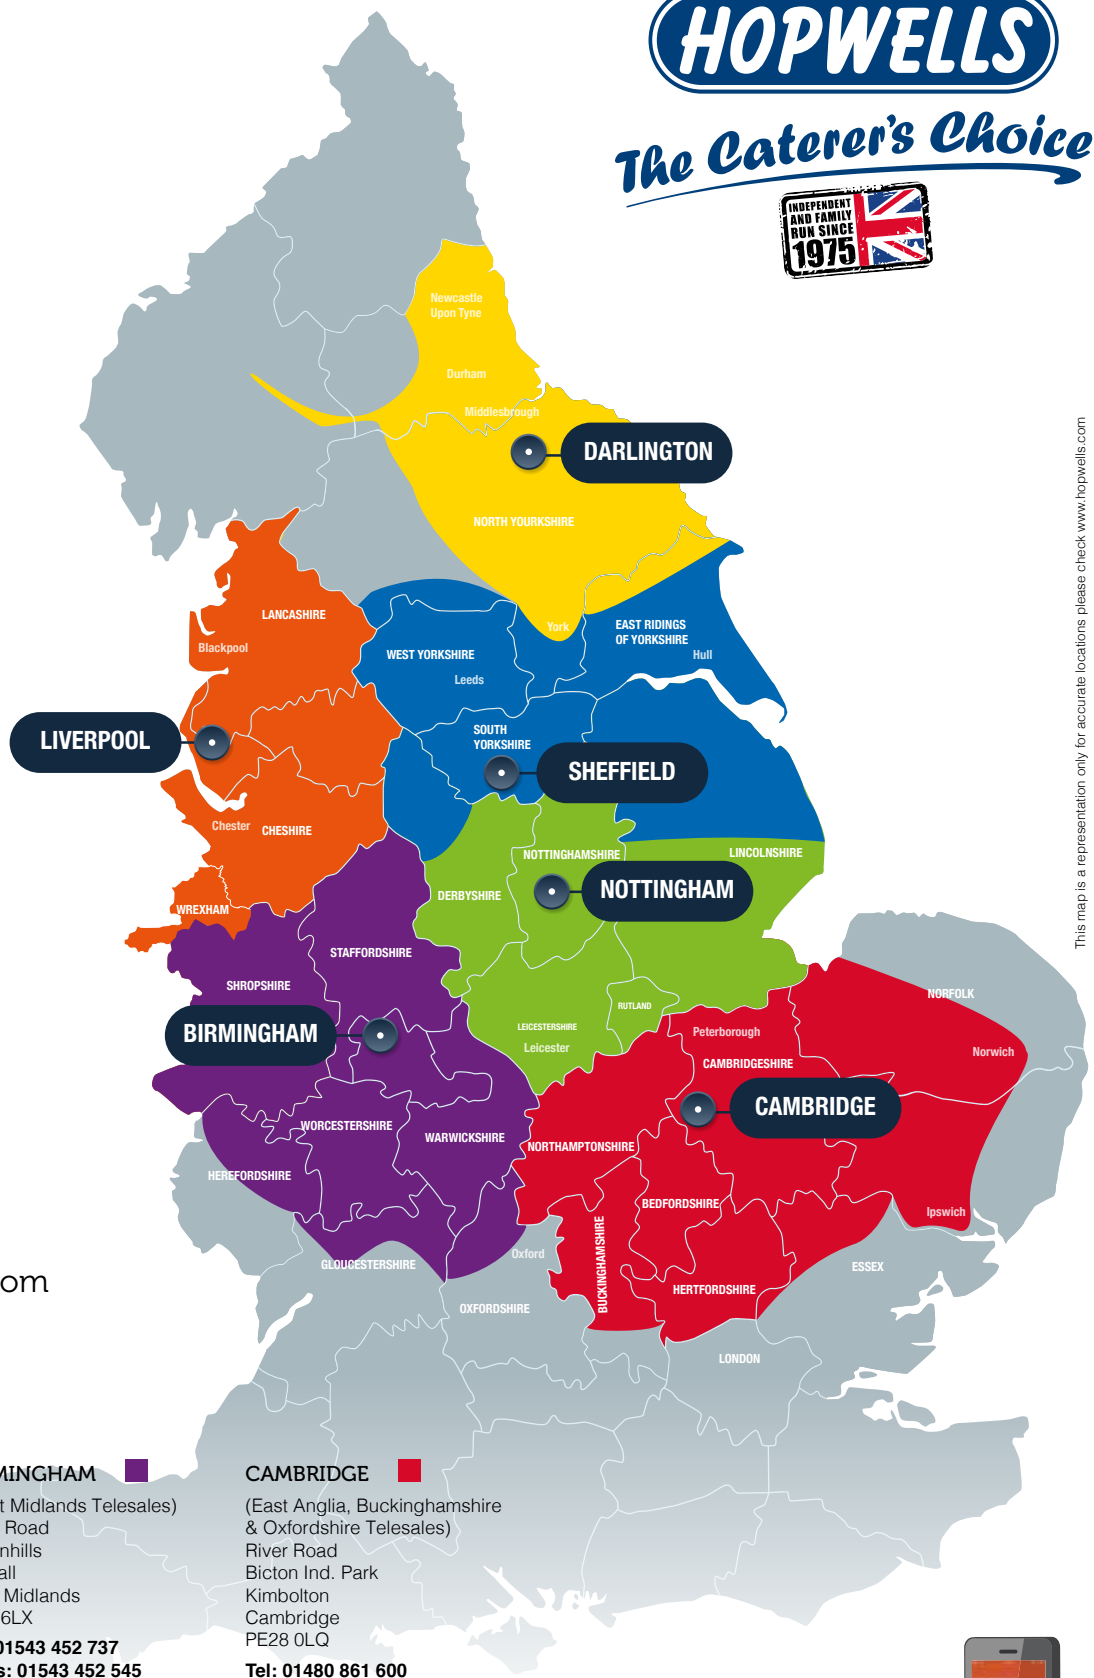 HOPWELLS
The Caterer's Choice
INDEPENDENT
AND FAMILY
RUN SINCE
1975
This map is a representation only for accurate locations please check www.hopwells.com
Newcastle
Upon Tyne
Durham
Middlesbrough
DARLINGTON
NORTH YOURKSHIRE
LANCASHIRE
Blackpool
York
EAST RIDINGS
OF YORKSHIRE
Hull
WEST YORKSHIRE
Leeds
LIVERPOOL
SOUTH
YORKSHIRE
SHEFFIELD
Chester
CHESHIRE
NOTTINGHAMSHIRE
LINCOLNSHIRE
DERBYSHIRE
NOTTINGHAM
WREXHAM
STAFFORDSHIRE
SHROPSHIRE
NORFOLK
RUTLAND
LEICESTERSHIRE
Leicester
BIRMINGHAM
Peterborough
Norwich
CAMBRIDGESHIRE
CAMBRIDGE
WORCESTERSHIRE
WARWICKSHIRE
NORTHAMPTONSHIRE
HEREFORDSHIRE
BEDFORDSHIRE
Ipswich
BUCKINGHAMSHIRE
Oxford
GLOUCESTERSHIRE
ESSEX
HERTFORDSHIRE
OXFORDSHIRE
LONDON
om
MINGHAM
t Midlands Telesales)
Road
nhills
all
Midlands
6LX
01543 452 737
s: 01543 452 545
CAMBRIDGE
(East Anglia, Buckinghamshire
& Oxfordshire Telesales)
River Road
Bicton Ind. Park
Kimbolton
Cambridge
PE28 0LQ
Tel: 01480 861 600